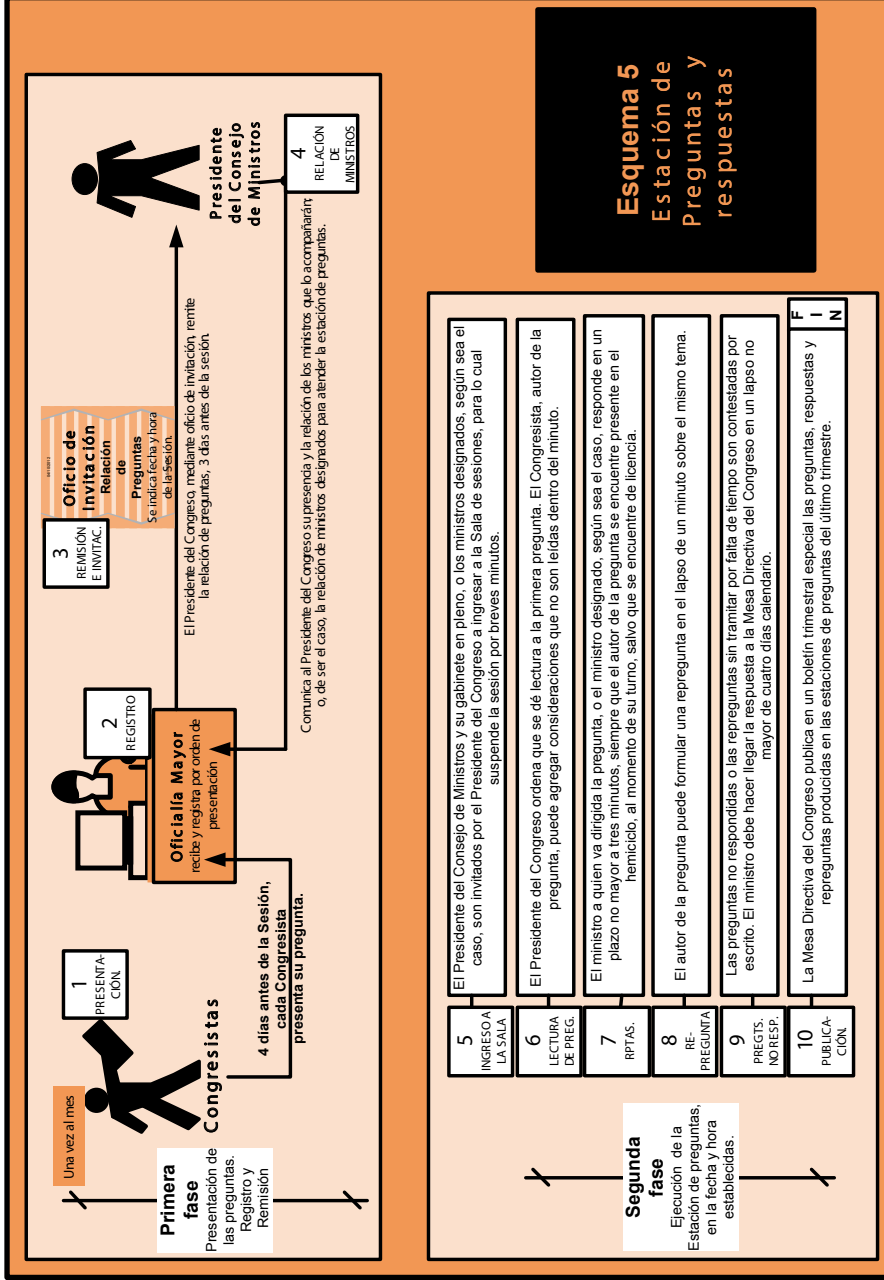 Esquema 5
Estación de
Preguntas y
respuestas
Una vez al mes
Primera
fase
Presentación de
las preguntas.
Registro y
Remisión
1
PRESENTA-
CIÓN.
Congresistas
4 días antes de la Sesión,
cada Congresista
presenta su pregunta.
2
REGISTRO
Oficialía Mayor
recibe y registra por orden de
presentación
3
REMISIÓN
E INVITAC.
Oficio de
Invitación
Relación
de
Preguntas
Se indica fecha y hora
de la Sesión.
El Presidente del Congreso, mediante oficio de invitación, remite
la relación de preguntas, 3 días antes de la sesión.
Presidente
del Consejo
de Ministros
4
RELACIÓN
DE
MINISTROS
Comunica al Presidente del Congreso su presencia y la relación de los ministros que lo acompañarán;
o, de ser el caso, la relación de ministros designados para atender la estación de preguntas.
Segunda
fase
Ejecución de la
Estación de preguntas,
en la fecha y hora
establecidas.
5
INGRESO A
LA SALA
El Presidente del Consejo de Ministros y su gabinete en pleno, o los ministros designados, según sea el
caso, son invitados por el Presidente del Congreso a ingresar a la Sala de sesiones, para lo cual
suspende la sesión por breves minutos.
6
LECTURA
DE PREG.
El Presidente del Congreso ordena que se dé lectura a la primera pregunta. El Congresista, autor de la
pregunta, puede agregar consideraciones que no son leídas dentro del minuto.
7
RPTAS.
El ministro a quien va dirigida la pregunta, o el ministro designado, según sea el caso, responde en un
plazo no mayor a tres minutos, siempre que el autor de la pregunta se encuentre presente en el
hemiciclo, al momento de su turno, salvo que se encuentre de licencia.
8
RE-
PREGUNTA
El autor de la pregunta puede formular una repregunta en el lapso de un minuto sobre el mismo tema.
9
PREGTS.
NO RESP.
Las preguntas no respondidas o las repreguntas sin tramitar por falta de tiempo son contestadas por
escrito. El ministro debe hacer llegar la respuesta a la Mesa Directiva del Congreso en un lapso no
mayor de cuatro días calendario.
10
PUBLICA-
CIÓN.
La Mesa Directiva del Congreso publica en un boletín trimestral especial las preguntas, respuestas y
repreguntas producidas en las estaciones de preguntas del último trimestre.
F
I
N